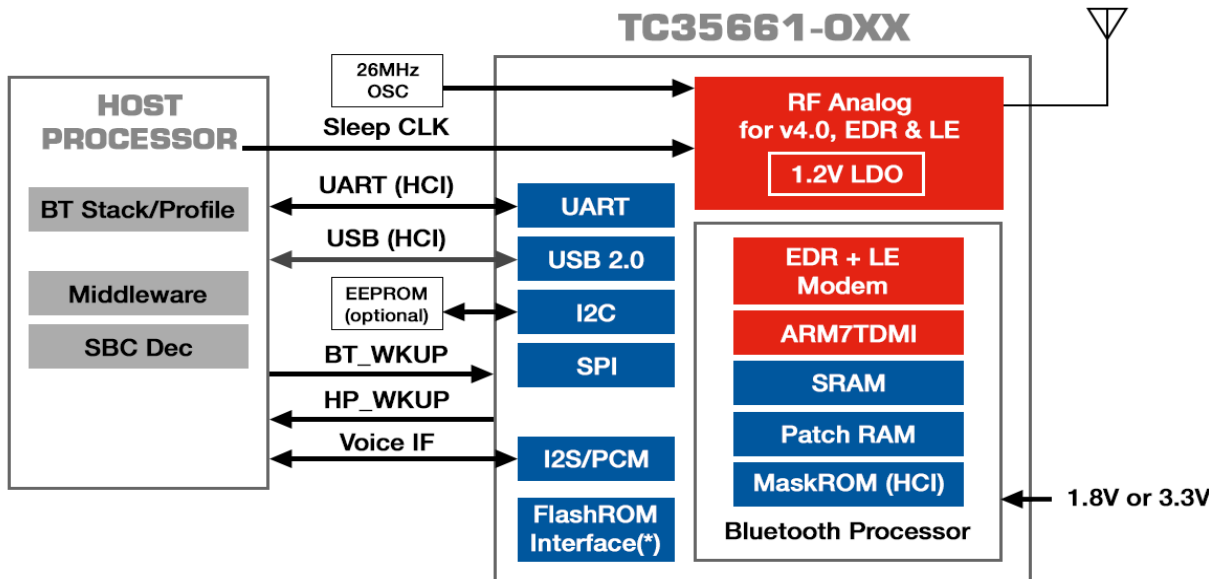 TC35661-0XX
HOST
PROCESSOR
BT Stack/Profile
Middleware
SBC Dec
26MHz
OSC
Sleep CLK
UART (HCI)
USB (HCI)
EEPROM
(optional)
BT_WKUP
HP_WKUP
Voice IF
UART
USB 2.0
I2C
SPI
I2S/PCM
FlashROM
Interface(*)
RF Analog
for v4.0, EDR & LE
1.2V LDO
EDR + LE
Modem
ARM7TDMI
SRAM
Patch RAM
MaskROM (HCI)
Bluetooth Processor
1.8V or 3.3V